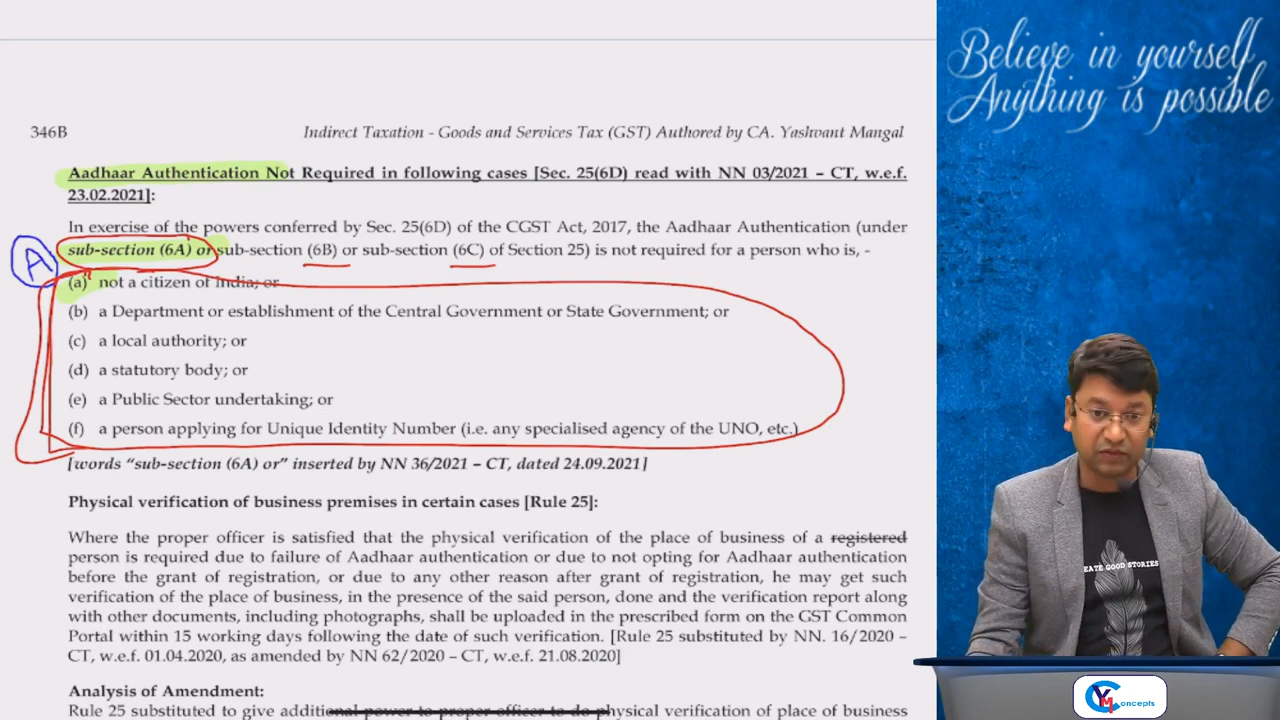 Believe in yourself
Anything is possible
346B
Indirect Taxation - Goods and Services Tax (GST) Authored by CA. Yashvant Mangal
Aadhaar Authentication Not Required in following cases [Sec. 25(6D) read with NN 03/2021 – CT, w.e.f.
23.02.2021]:
In exercise of the powers conferred by Sec. 25(6D) of the CGST Act, 2017, the Aadhaar Authentication (under
sub-section (6A) or sub-section (6B) or sub-section (6C) of Section 25) is not required for a person who is, -
A
(a) not a citizen of India; or
(b) a Department or establishment of the Central Government or State Government; or
(c) a local authority; or
(d) a statutory body; or
(e) a Public Sector undertaking; or
(f) a person applying for Unique Identity Number (i.e. any specialised agency of the UNO, etc.)
[words “sub-section (6A) or” inserted by NN 36/2021 – CT, dated 24.09.2021]
Physical verification of business premises in certain cases [Rule 25]:
Where the proper officer is satisfied that the physical verification of the place of business of a registered
person is required due to failure of Aadhaar authentication or due to not opting for Aadhaar authentication
before the grant of registration, or due to any other reason after grant of registration, he may get such
verification of the place of business, in the presence of the said person, done and the verification report along
with other documents, including photographs, shall be uploaded in the prescribed form on the GST Common
Portal within 15 working days following the date of such verification. [Rule 25 substituted by NN. 16/2020 –
CT, w.e.f. 01.04.2020, as amended by NN 62/2020 – CT, w.e.f. 21.08.2020]
Analysis of Amendment:
Rule 25 substituted to give additional power to proper officer to do physical verification of place of business
EATE GOOD STORIES
YM
Concepts